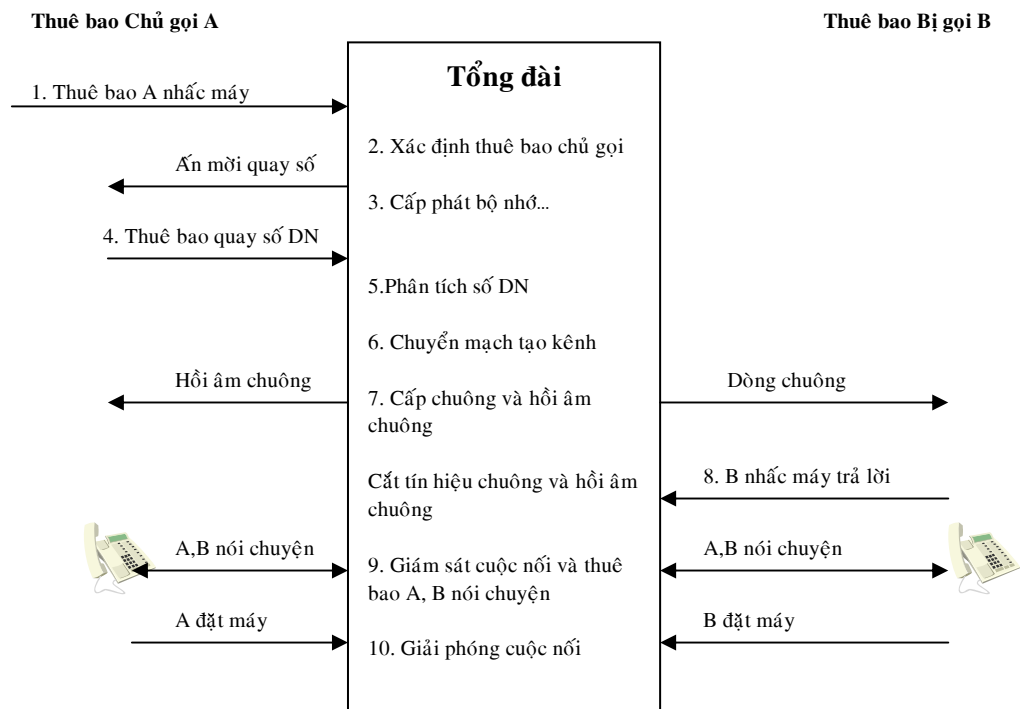 Thuê bao Chủ gọi A
Thuê bao Bị gọi B
Tổng đài
1. Thuê bao A nhấc máy
2. Xác định thuê bao chủ gọi
Ấn mời quay số
3. Cấp phát bộ nhớ...
4. Thuê bao quay số DN
5.Phân tích số DN
6. Chuyển mạch tạo kênh
Hồi âm chuông
7. Cấp chuông và hồi âm
chuông
Dòng chuông
Cắt tín hiệu chuông và hồi âm
chuông
8. B nhấc máy trả lời
A,B nói chuyện
9. Giám sát cuộc nối và thuê
bao A, B nói chuyện
A,B nói chuyện
A đặt máy
10. Giải phóng cuộc nối
B đặt máy